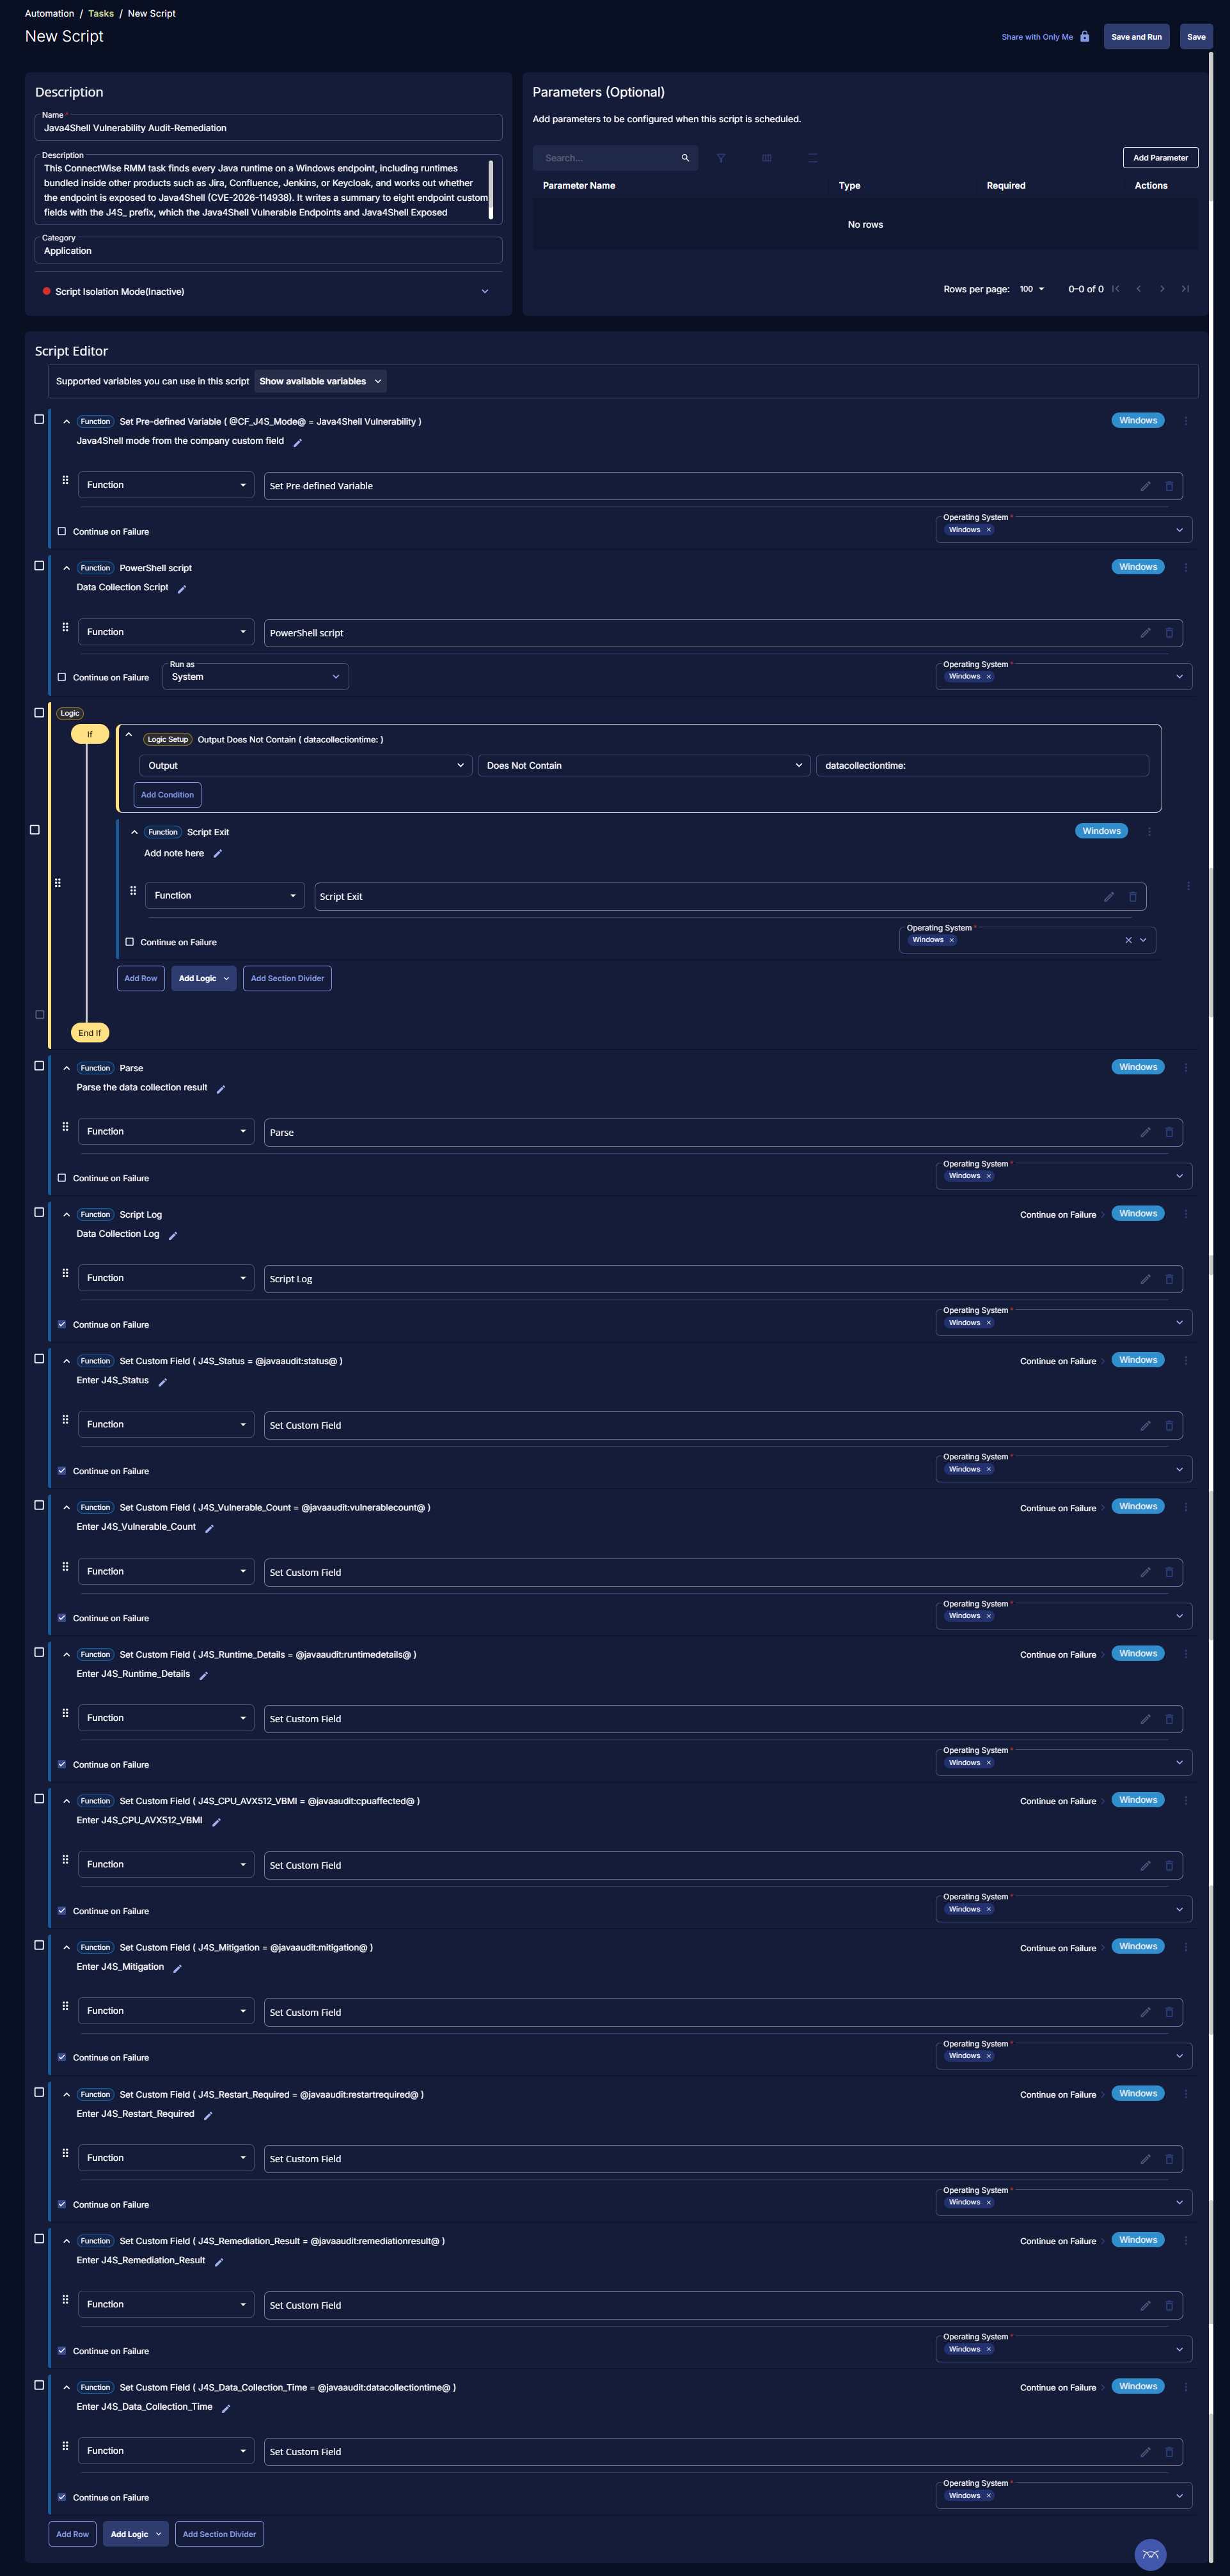 Automation / Tasks / New Script
New Script
Share with Only Me
Save and Run
Save
Description
Name *
Java4Shell Vulnerability Audit-Remediation
Description
This ConnectWise RMM task finds every Java runtime on a Windows endpoint, including runtimes
bundled inside other products such as Jira, Confluence, Jenkins, or Keycloak, and works out whether
the endpoint is exposed to Java4Shell (CVE-2026-114938). It writes a summary to eight endpoint custom
fields with the J4S_ prefix, which the Java4Shell Vulnerable Endpoints and Java4Shell Exposed
Category
Application
Script Isolation Mode(Inactive)
Parameters (Optional)
Add parameters to be configured when this script is scheduled.
Search...
Add Parameter
Parameter Name Type Required Actions
No rows
Rows per page: 100 0–0 of 0
Script Editor
Supported variables you can use in this script Show available variables
Function Set Pre-defined Variable ( @CF_J4S_Mode@ = Java4Shell Vulnerability ) Windows
Java4Shell mode from the company custom field
Function Set Pre-defined Variable
Operating System *
Continue on Failure Windows ×
Function PowerShell script Windows
Data Collection Script
Function PowerShell script
Run as Operating System *
Continue on Failure System Windows ×
Logic
If
Logic Setup Output Does Not Contain ( datacollectiontime: )
Output Does Not Contain datacollectiontime:
Add Condition
Function Script Exit Windows
Add note here
Function Script Exit
Operating System *
Continue on Failure Windows ×
Add Row Add Logic Add Section Divider
End If
Function Parse Windows
Parse the data collection result
Function Parse
Operating System *
Continue on Failure Windows ×
Function Script Log Continue on Failure Windows
Data Collection Log
Function Script Log
Operating System *
Continue on Failure Windows ×
Function Set Custom Field ( J4S_Status = @javaaudit:status@ ) Continue on Failure Windows
Enter J4S_Status
Function Set Custom Field
Operating System *
Continue on Failure Windows ×
Function Set Custom Field ( J4S_Vulnerable_Count = @javaaudit:vulnerablecount@ ) Continue on Failure Windows
Enter J4S_Vulnerable_Count
Function Set Custom Field
Operating System *
Continue on Failure Windows ×
Function Set Custom Field ( J4S_Runtime_Details = @javaaudit:runtimedetails@ ) Continue on Failure Windows
Enter J4S_Runtime_Details
Function Set Custom Field
Operating System *
Continue on Failure Windows ×
Function Set Custom Field ( J4S_CPU_AVX512_VBMI = @javaaudit:cpuaffected@ ) Continue on Failure Windows
Enter J4S_CPU_AVX512_VBMI
Function Set Custom Field
Operating System *
Continue on Failure Windows ×
Function Set Custom Field ( J4S_Mitigation = @javaaudit:mitigation@ ) Continue on Failure Windows
Enter J4S_Mitigation
Function Set Custom Field
Operating System *
Continue on Failure Windows ×
Function Set Custom Field ( J4S_Restart_Required = @javaaudit:restartrequired@ ) Continue on Failure Windows
Enter J4S_Restart_Required
Function Set Custom Field
Operating System *
Continue on Failure Windows ×
Function Set Custom Field ( J4S_Remediation_Result = @javaaudit:remediationresult@ ) Continue on Failure Windows
Enter J4S_Remediation_Result
Function Set Custom Field
Operating System *
Continue on Failure Windows ×
Function Set Custom Field ( J4S_Data_Collection_Time = @javaaudit:datacollectiontime@ ) Continue on Failure Windows
Enter J4S_Data_Collection_Time
Function Set Custom Field
Operating System *
Continue on Failure Windows ×
Add Row Add Logic Add Section Divider